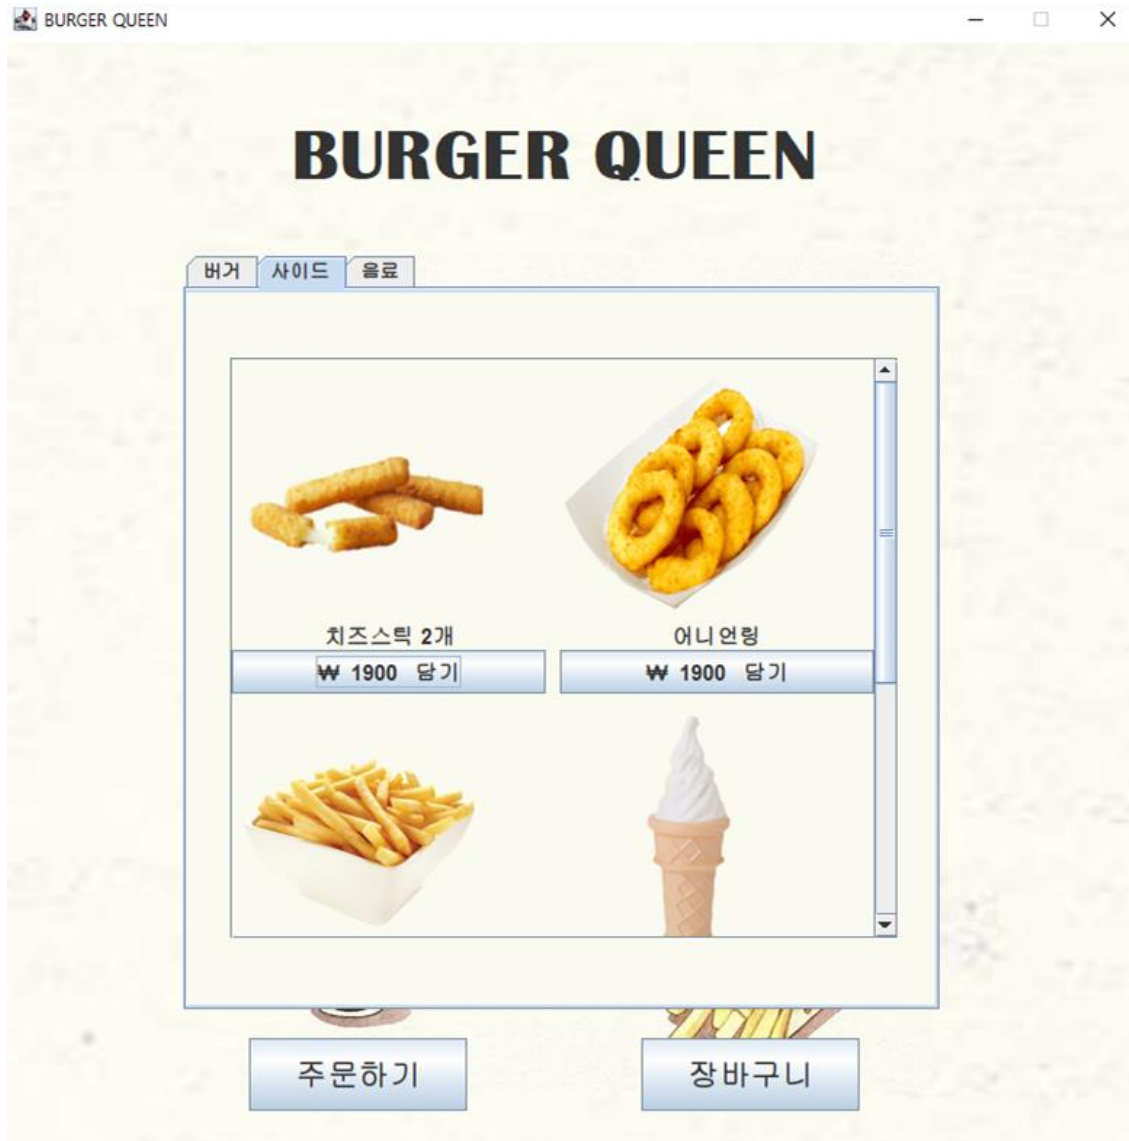 BURGER QUEEN
BURGER QUEEN
버거 사이드 음료
치즈스틱 2개 어니언링
₩ 1900 담기 ₩ 1900 담기
주문하기 장바구니